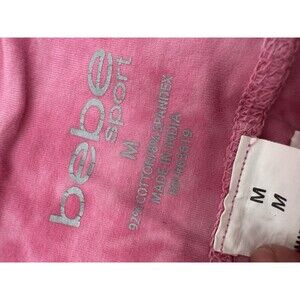 bebe
sport
M
92% COTTON/8% SPANDEX
MADE IN INDIA
M
M